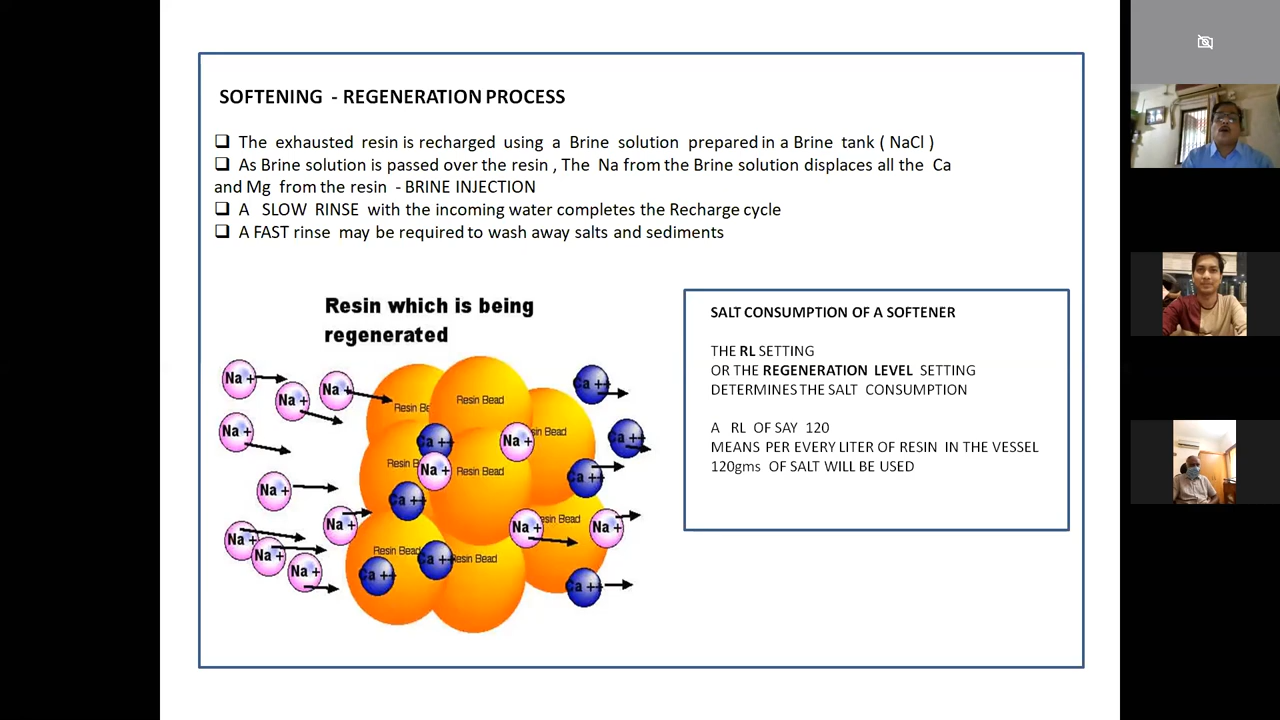 SOFTENING - REGENERATION PROCESS
❑ The exhausted resin is recharged using a Brine solution prepared in a Brine tank ( NaCl )
❑ As Brine solution is passed over the resin , The Na from the Brine solution displaces all the Ca
and Mg from the resin - BRINE INJECTION
❑ A SLOW RINSE with the incoming water completes the Recharge cycle
❑ A FAST rinse may be required to wash away salts and sediments
Resin which is being
regenerated
Na +
Na +
Na +
Na +
Na +
Na +
Na +
Na +
Na +
Resin Be
Resin Bead
sin Bead
Ca ++
Na +
Resin B
Na +
Resin Bead
Ca ++
Na +
esin Bead
Na +
Resin Bead
Ca ++
Resin Bead
Ca ++
Ca ++
Ca ++
Ca ++
Ca ++
SALT CONSUMPTION OF A SOFTENER
THE RL SETTING
OR THE REGENERATION LEVEL SETTING
DETERMINES THE SALT CONSUMPTION
A RL OF SAY 120
MEANS PER EVERY LITER OF RESIN IN THE VESSEL
120gms OF SALT WILL BE USED